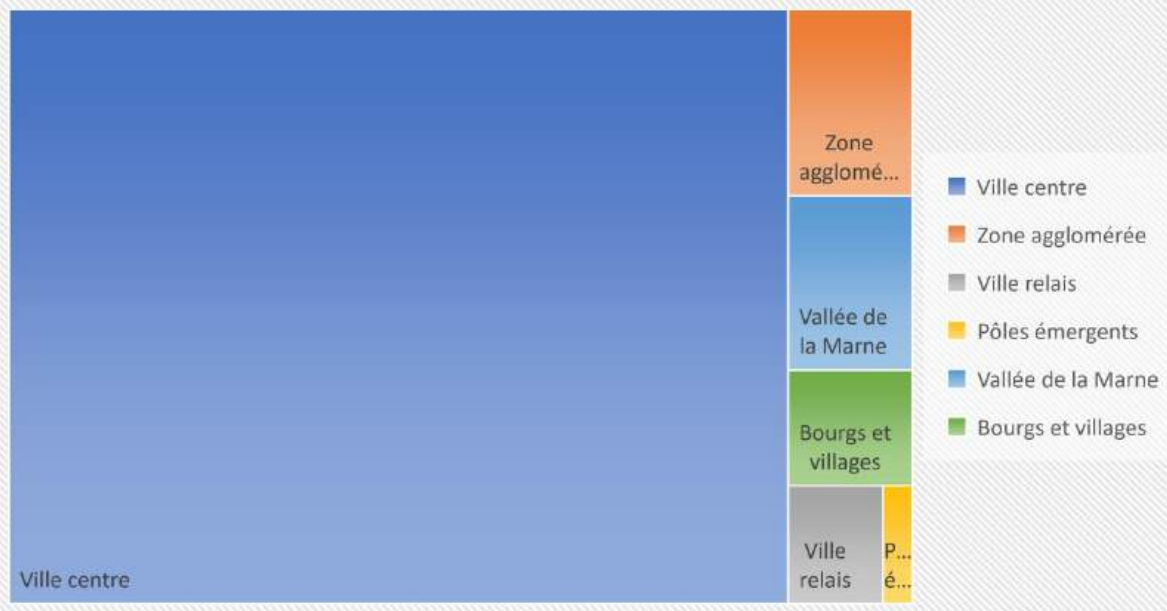 Ville centre
Zone
agglomé...
Vallée de
la Marne
Bourgs et
villages
Ville
relais
P...
é...
Ville centre
Zone agglomérée
Ville relais
Pôles émergents
Vallée de la Marne
Bourgs et villages